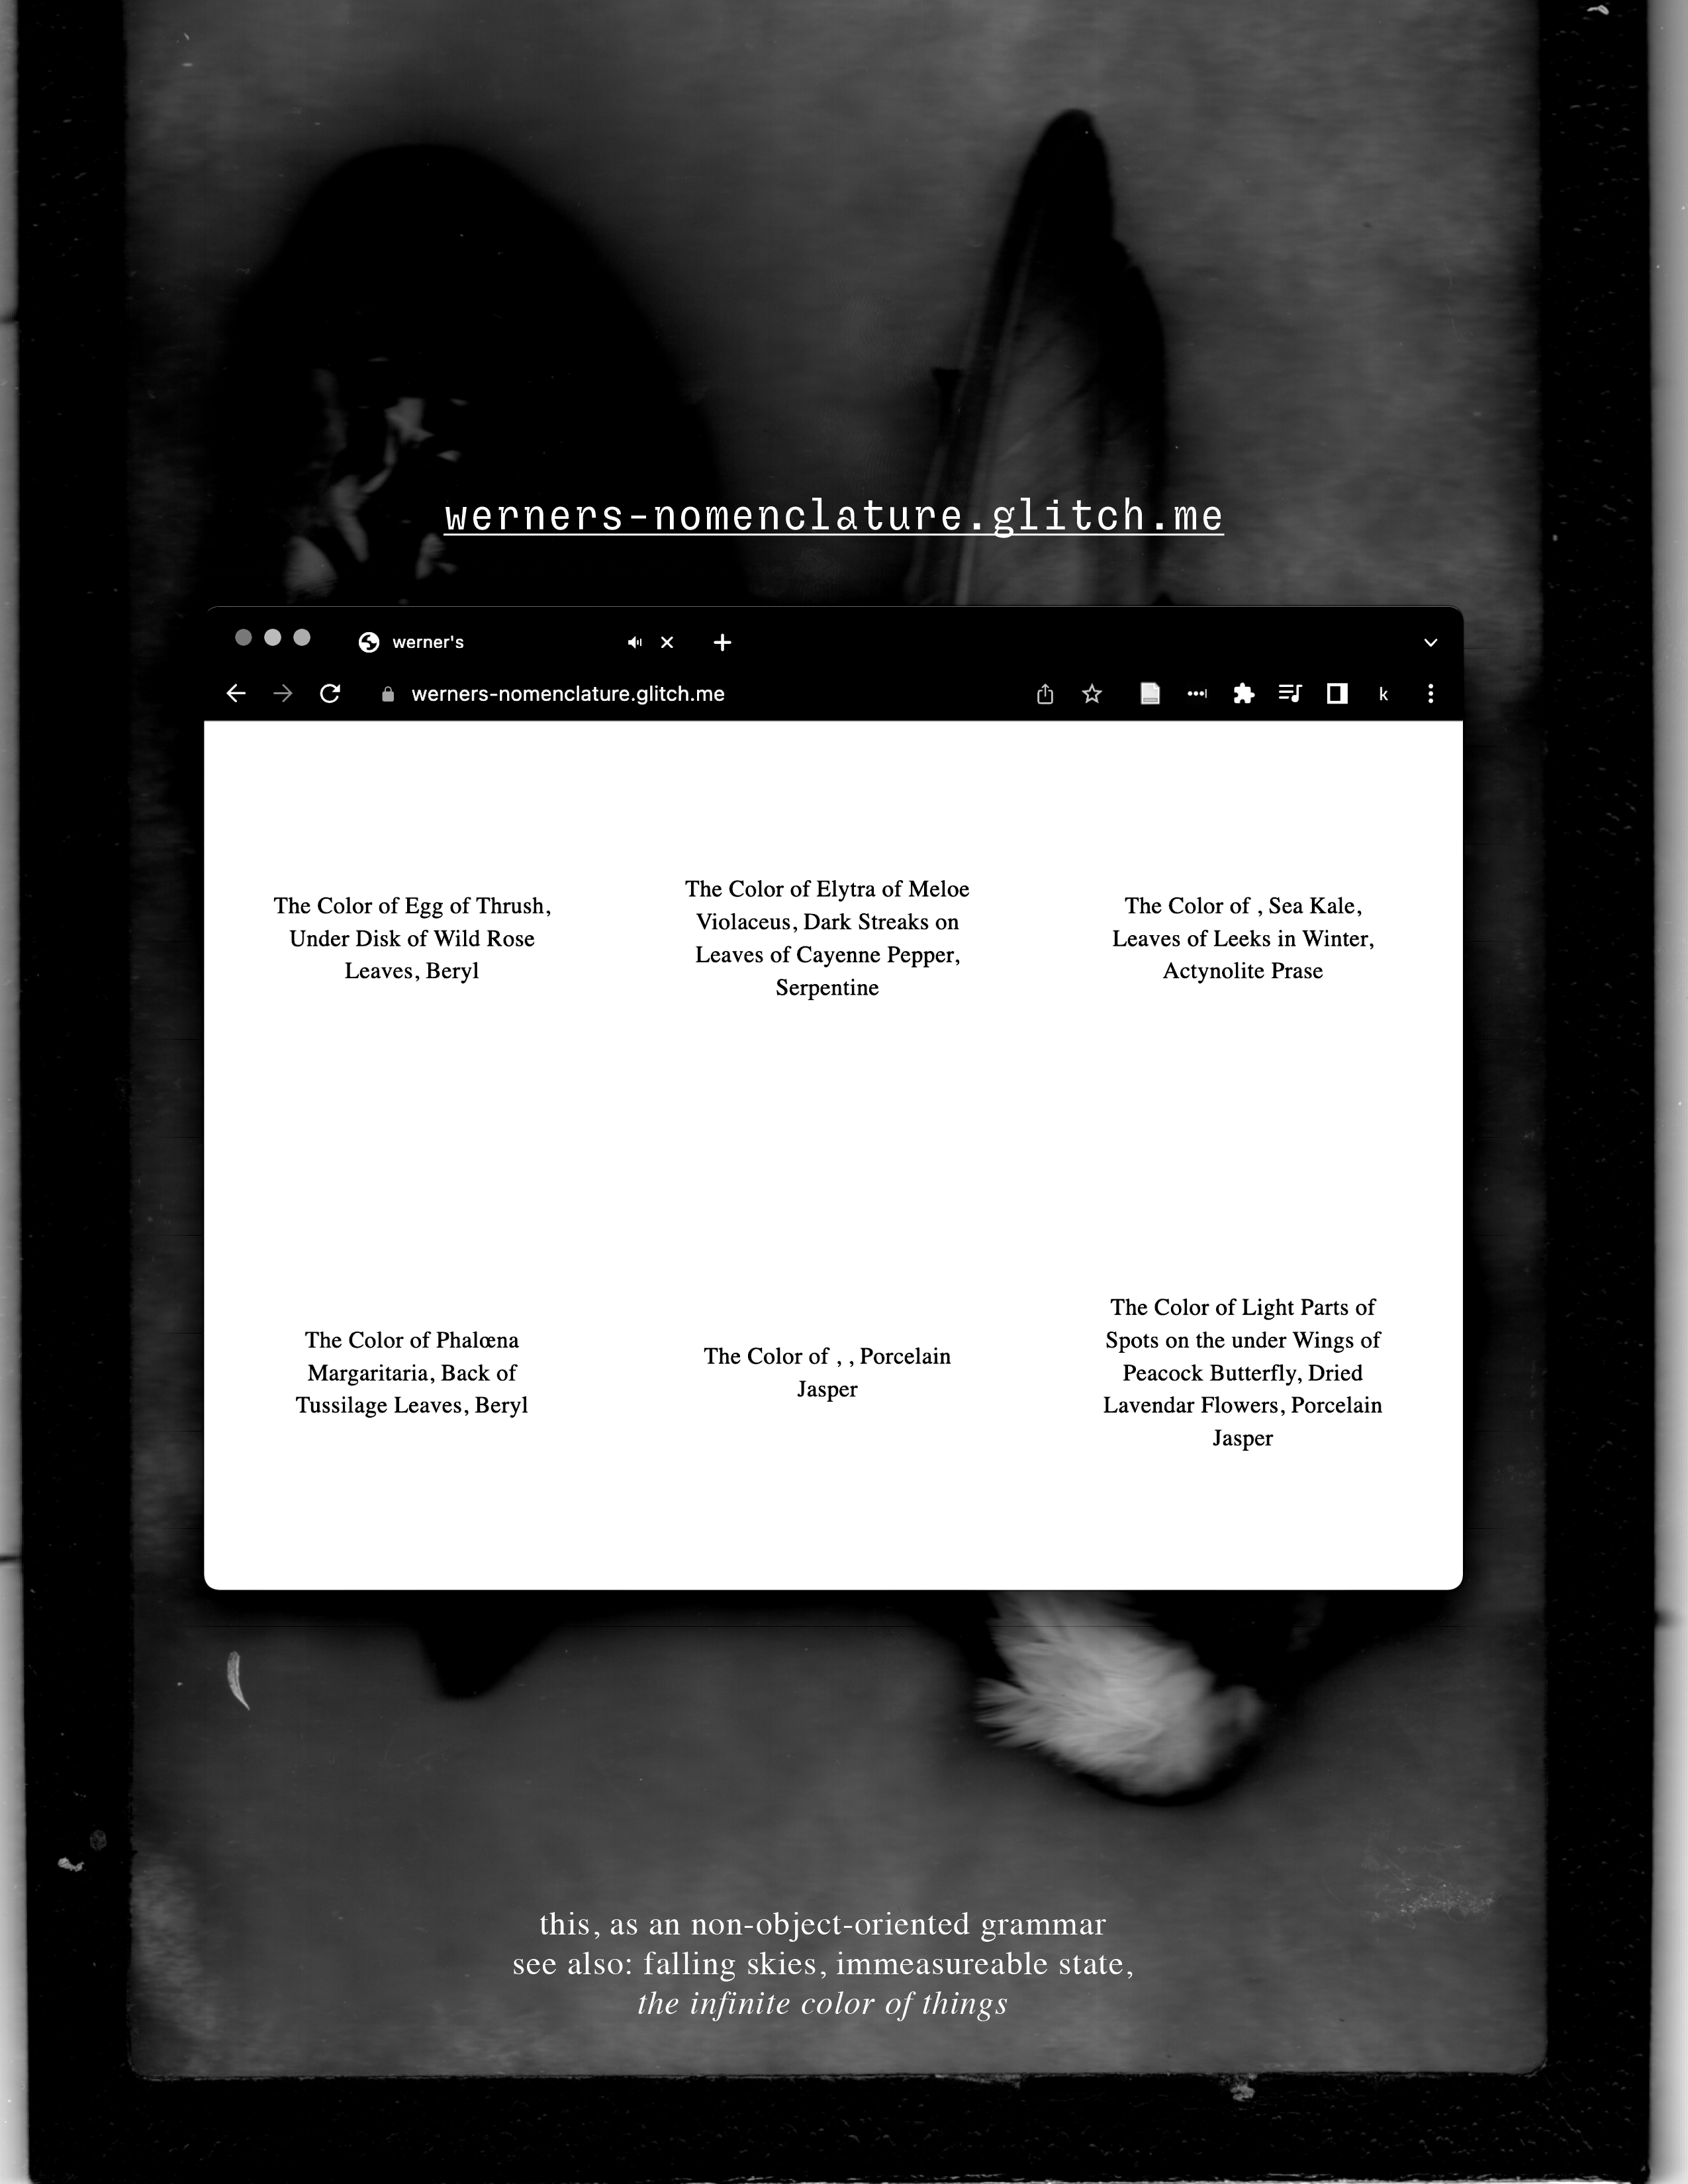 werners-nomenclature.glitch.me
werner's
werners-nomenclature.glitch.me
k
The Color of Egg of Thrush,
Under Disk of Wild Rose
Leaves, Beryl
The Color of Elytra of Meloe
Violaceus, Dark Streaks on
Leaves of Cayenne Pepper,
Serpentine
The Color of , Sea Kale,
Leaves of Leeks in Winter,
Actynolite Prase
The Color of Phalœna
Margaritaria, Back of
Tussilage Leaves, Beryl
The Color of , , Porcelain
Jasper
The Color of Light Parts of
Spots on the under Wings of
Peacock Butterfly, Dried
Lavendar Flowers, Porcelain
Jasper
this, as an non-object-oriented grammar
see also: falling skies, immeasureable state,
the infinite color of things